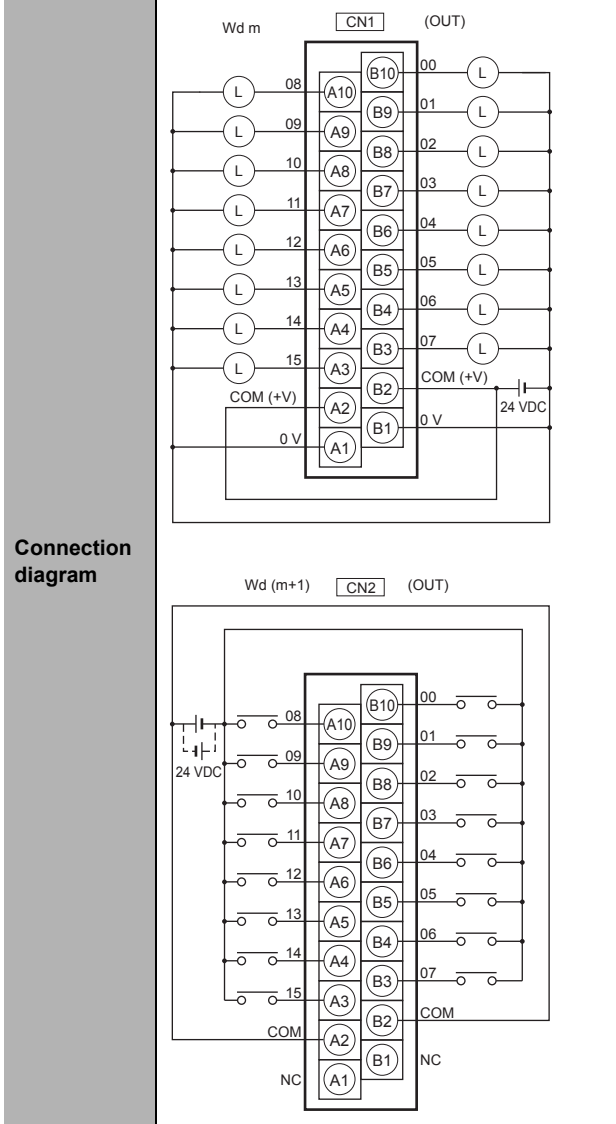 Connection
diagram
Wd m CN1 (OUT)
B10 00 L
L 08 A10
B9 01 L
L 09 A9
B8 02 L
L 10 A8
B7 03 L
L 11 A7
B6 04 L
L 12 A6
B5 05 L
L 13 A5
B4 06 L
L 14 A4
B3 07 L
L 15 A3
B2 COM (+V)
COM (+V) A2
24 VDC
B1 0 V
0 V A1
Wd (m+1) CN2 (OUT)
B10 00
08 A10
B9 01
09 A9
24 VDC
B8 02
10 A8
B7 03
11 A7
B6 04
12 A6
B5 05
13 A5
B4 06
14 A4
B3 07
15 A3
B2 COM
COM A2
B1 NC
NC A1